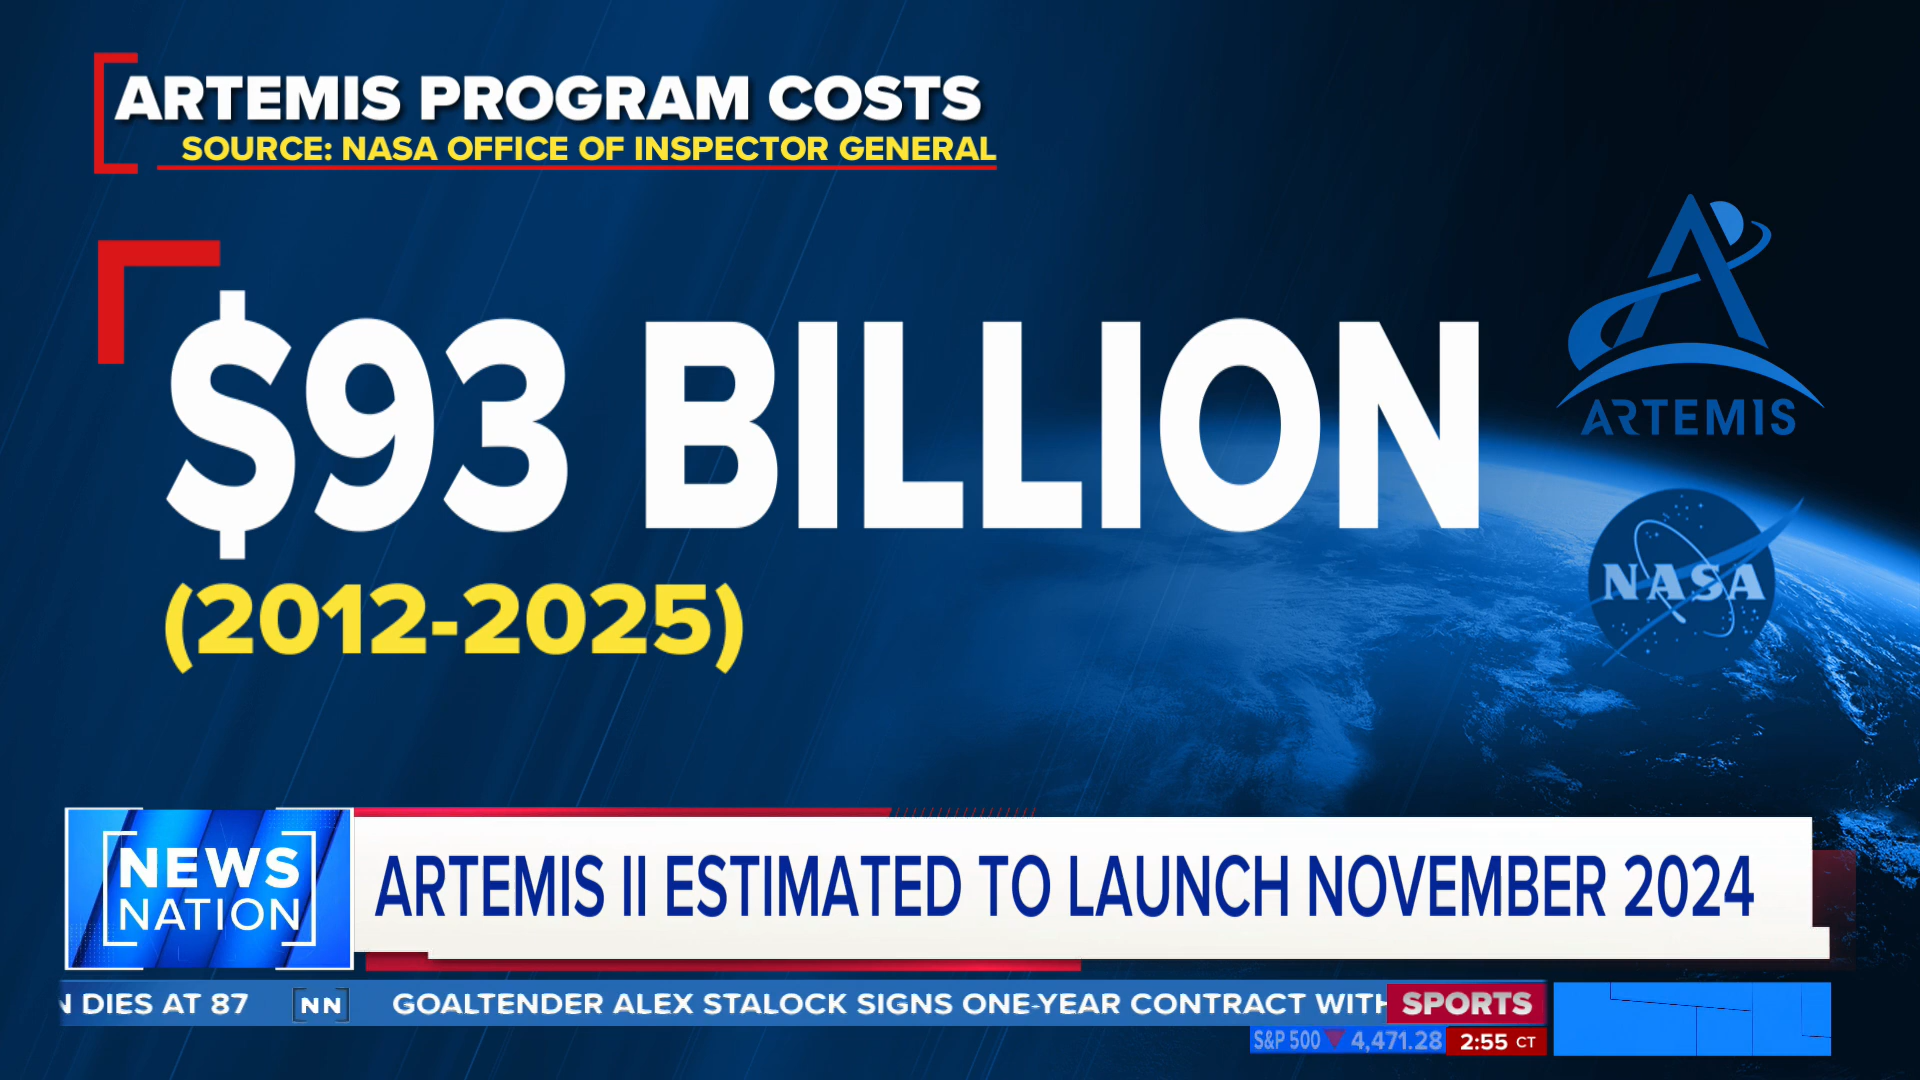 ARTEMIS PROGRAM COSTS
SOURCE: NASA OFFICE OF INSPECTOR GENERAL
$93 BILLION
(2012-2025)
ARTEMIS
NASA
NEWS
NATION
ARTEMIS II ESTIMATED TO LAUNCH NOVEMBER 2024
N DIES AT 87
NN
GOALTENDER ALEX STALOCK SIGNS ONE-YEAR CONTRACT WITH
SPORTS
S&P 500 ▼ 4,471.28
2:55 CT